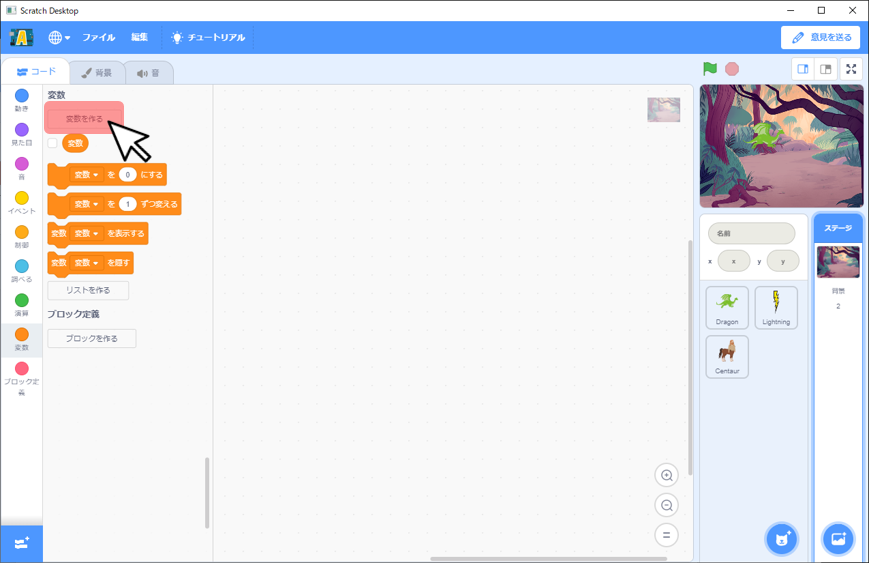 Scratch Desktop
ファイル
編集
チュートリアル
意見を送る
コード
背景
音
動き
見た目
音
イベント
制御
調べる
演算
変数
ブロック定
義
変数
変数を作る
変数
変数 を 0 にする
変数 を 1 ずつ変える
変数 変数 を表示する
変数 変数 を隠す
リストを作る
ブロック定義
ブロックを作る
名前
x x y y
Dragon
Lightning
Centaur
ステージ
背景
2